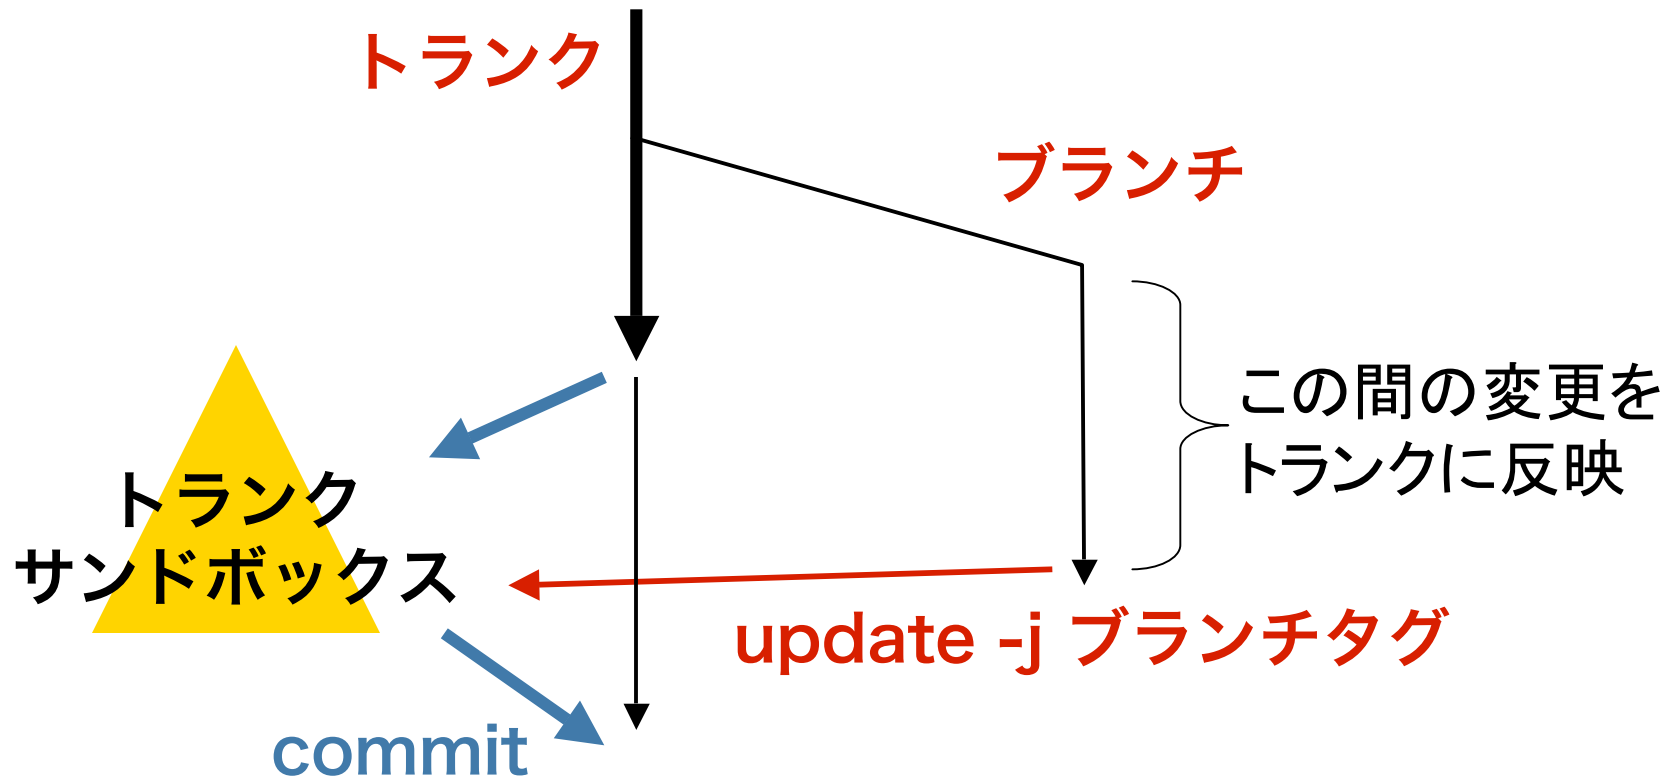 トランク
ブランチ
この間の変更を
トランクに反映
トランク
サンドボックス
update -j ブランチタグ
commit